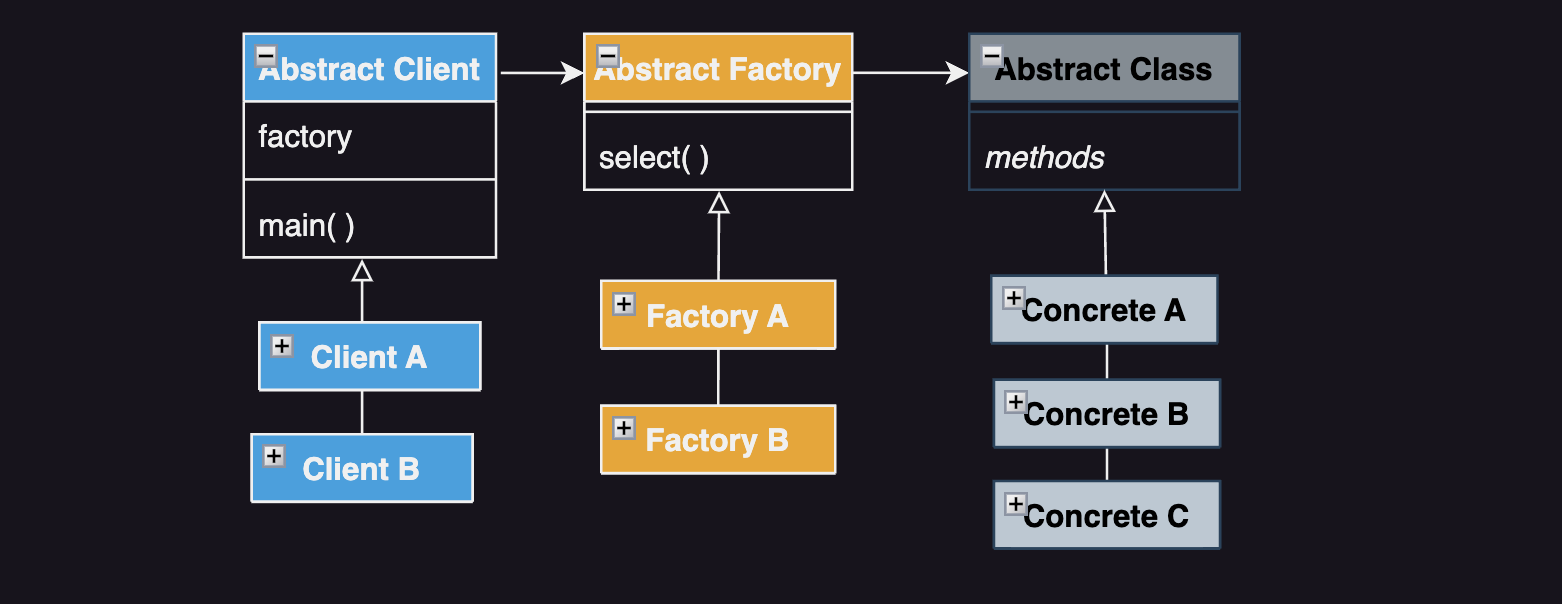 Abstract Client
factory
main( )
Client A
Client B
Abstract Factory
select( )
Factory A
Factory B
Abstract Class
methods
Concrete A
Concrete B
Concrete C